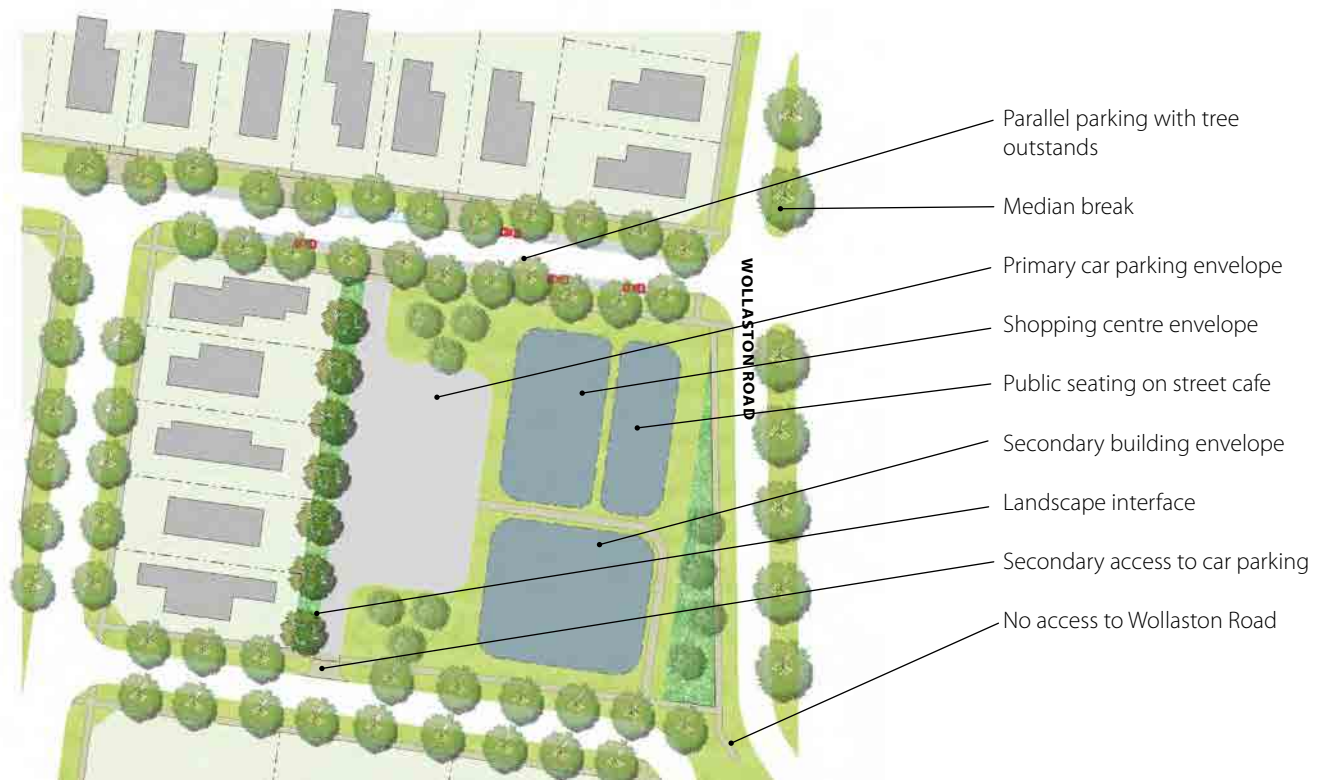 Parallel parking with tree
outstands
Median break
WOLLASTON ROAD
Primary car parking envelope
Shopping centre envelope
Public seating on street cafe
Secondary building envelope
Landscape interface
Secondary access to car parking
No access to Wollaston Road